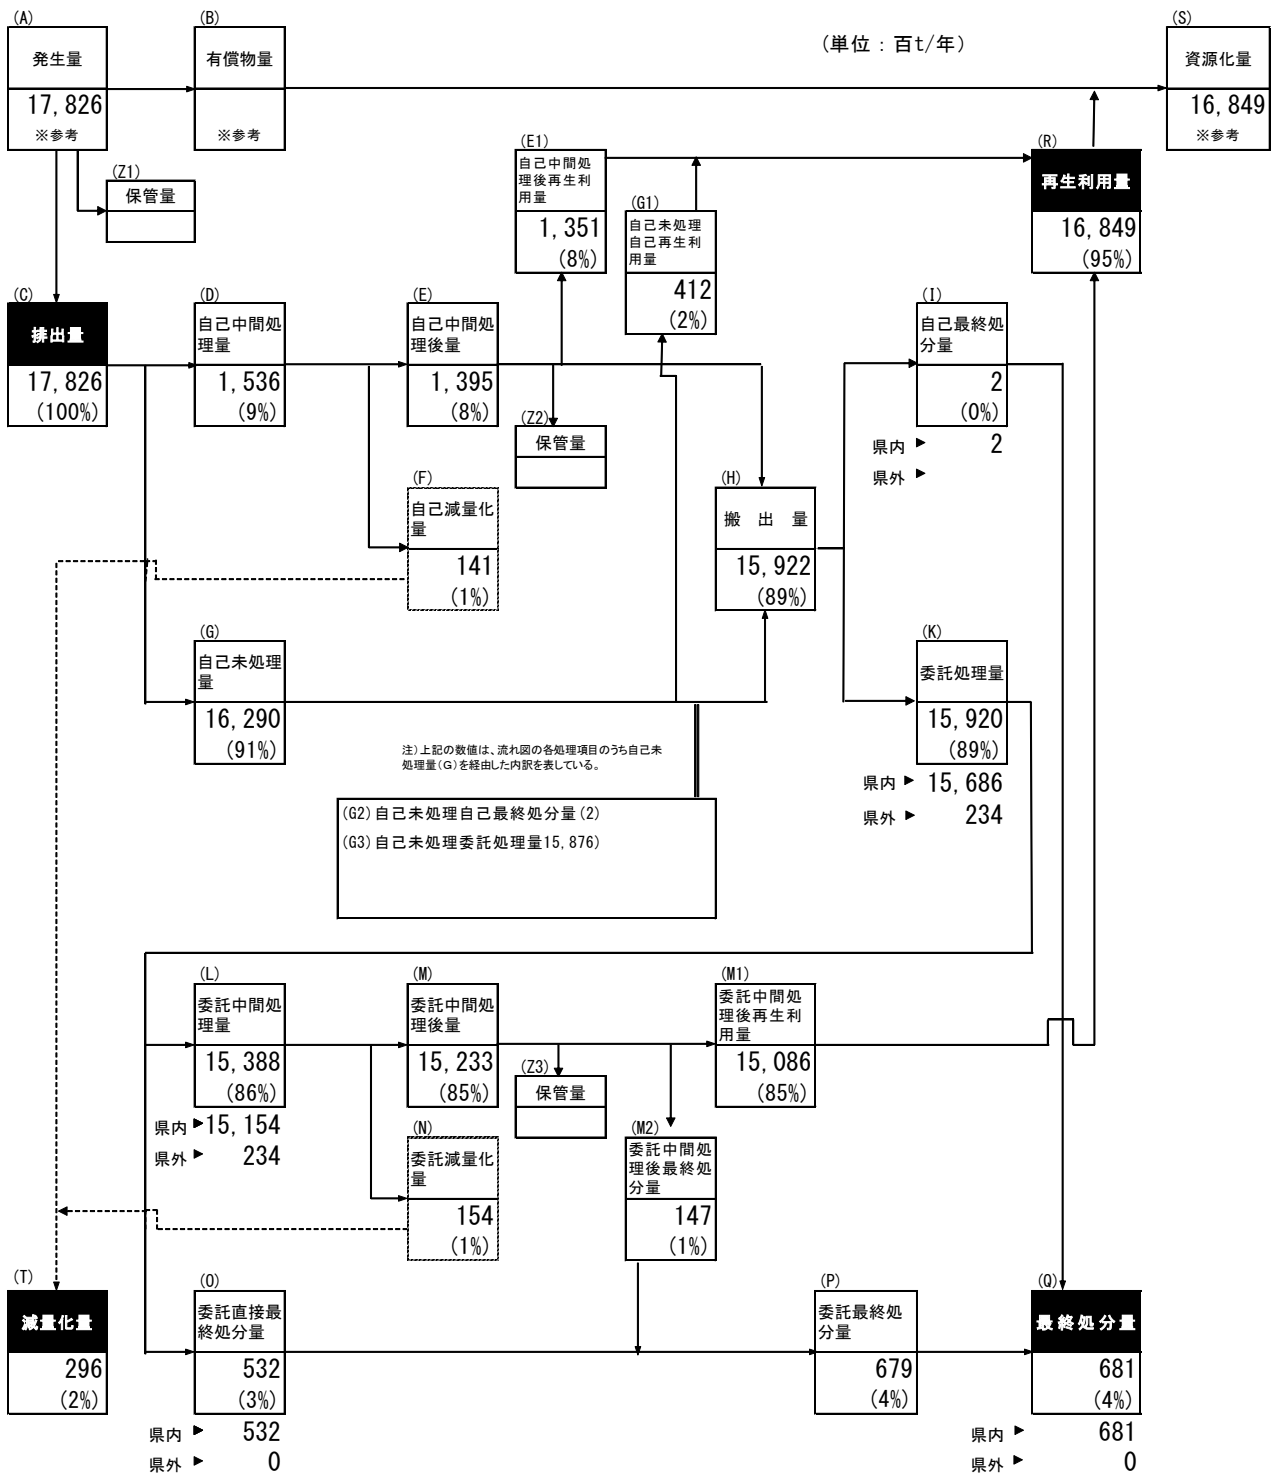 (A)
発生量
17,826
※参考
(B)
有償物量
※参考
(単位：百t/年)
(S)
資源化量
16,849
※参考
(Z1)
保管量
(E1)
自己中間処
理後再生利
用量
1,351
(8%)
(G1)
自己未処理
自己再生利
用量
412
(2%)
(R)
再生利用量
16,849
(95%)
(C)
排出量
17,826
(100%)
(D)
自己中間処
理量
1,536
(9%)
(E)
自己中間処
理後量
1,395
(8%)
(Z2)
保管量
(I)
自己最終処
分量
2
(0%)
県内 ▶ 2
県外 ▶
(F)
自己減量化
量
141
(1%)
(H)
搬 出 量
15,922
(89%)
(G)
自己未処理
量
16,290
(91%)
(K)
委託処理量
15,920
(89%)
県内 ▶ 15,686
県外 ▶ 234
注）上記の数値は、流れ図の各処理項目のうち自己未
処理量（G）を経由した内訳を表している。
(G2)自己未処理自己最終処分量(2)
(G3)自己未処理委託処理量15,876)
(L)
委託中間処
理量
15,388
(86%)
県内 ▶ 15,154
県外 ▶ 234
(M)
委託中間処
理後量
15,233
(85%)
(Z3)
保管量
(M1)
委託中間処
理後再生利
用量
15,086
(85%)
(N)
委託減量化
量
154
(1%)
(M2)
委託中間処
理後最終処
分量
147
(1%)
(T)
減量化量
296
(2%)
(O)
委託直接最
終処分量
532
(3%)
県内 ▶ 532
県外 ▶ 0
(P)
委託最終処
分量
679
(4%)
(Q)
最終処分量
681
(4%)
県内 ▶ 681
県外 ▶ 0